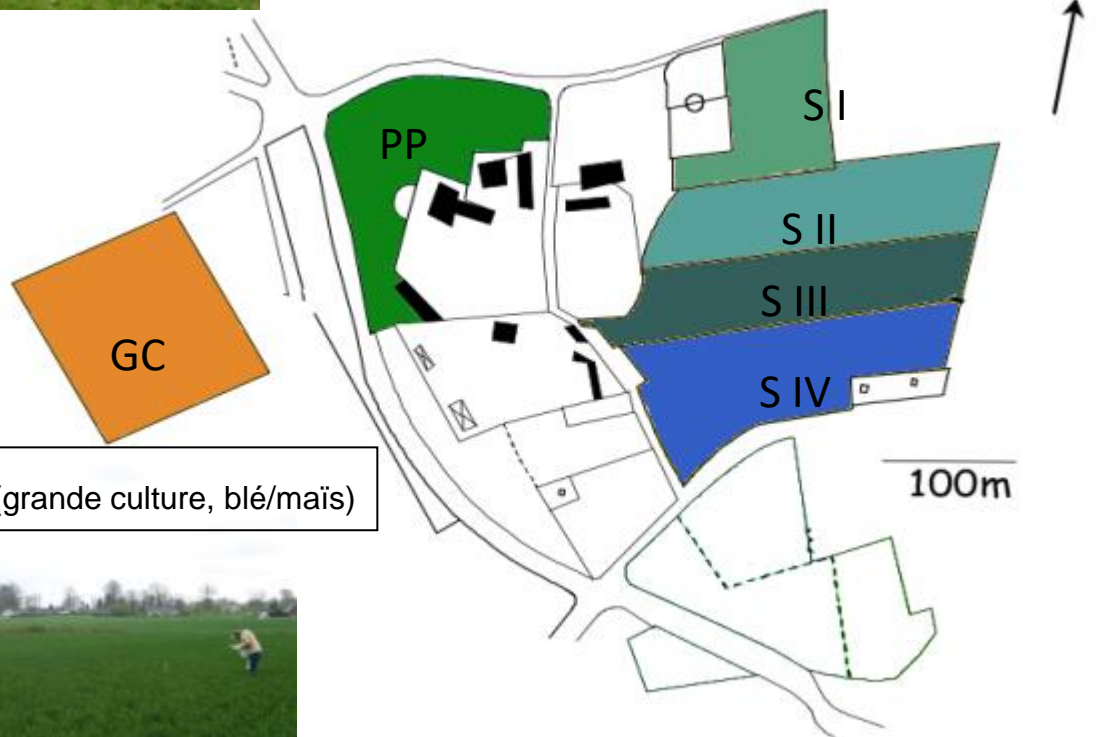 PP
S I
S II
S III
S IV
GC
100m
(grande culture, blé/maïs)